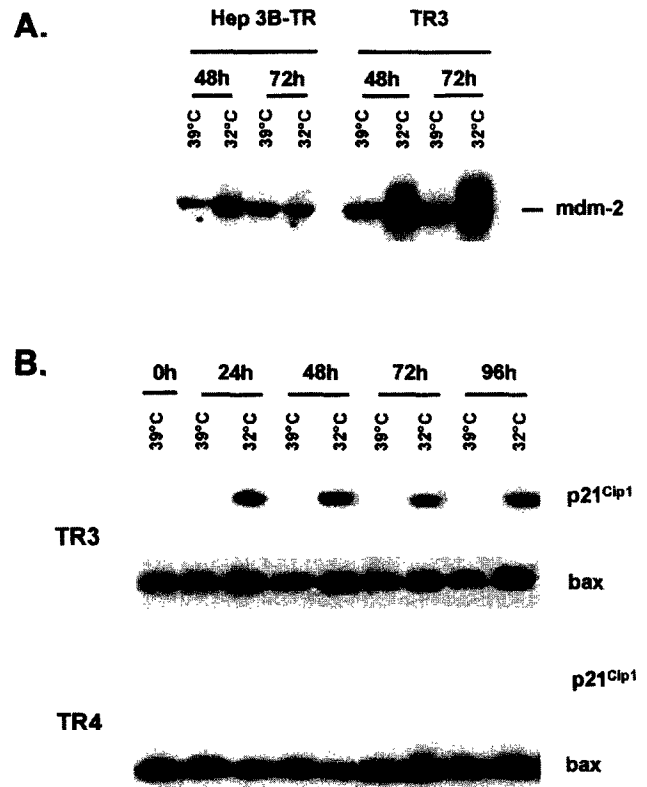 A.
Hep 3B-TR TR3
48h 72h 48h 72h
39°C 32°C 39°C 32°C 39°C 32°C 39°C 32°C
mdm-2
B.
0h 24h 48h 72h 96h
39°C 39°C 32°C 39°C 32°C 39°C 32°C 39°C 32°C
p21Cip1
TR3
bax
p21Cip1
TR4
bax